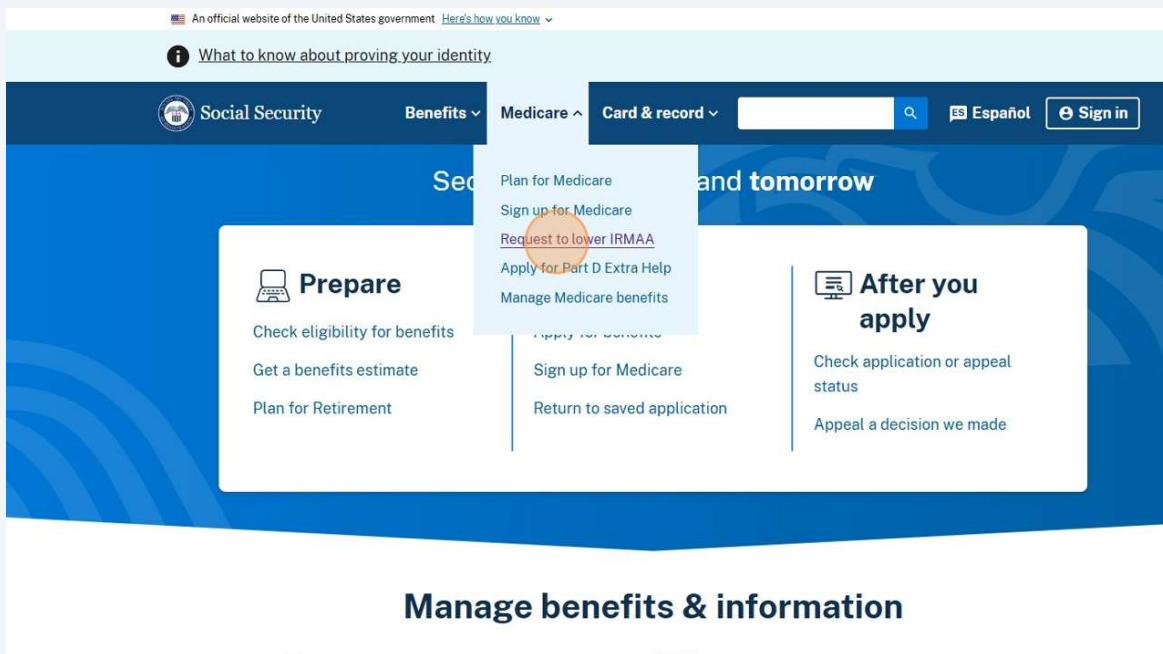 An official website of the United States government Here's how you know
What to know about proving your identity
Social Security
Benefits
Medicare
Card & record
ES Español
Sign in
Plan for Medicare
Sign up for Medicare
Request to lower IRMAA
Apply for Part D Extra Help
Manage Medicare benefits
and tomorrow
Prepare
Check eligibility for benefits
Get a benefits estimate
Plan for Retirement
Sign up for Medicare
Return to saved application
After you
apply
Check application or appeal
status
Appeal a decision we made
Manage benefits & information